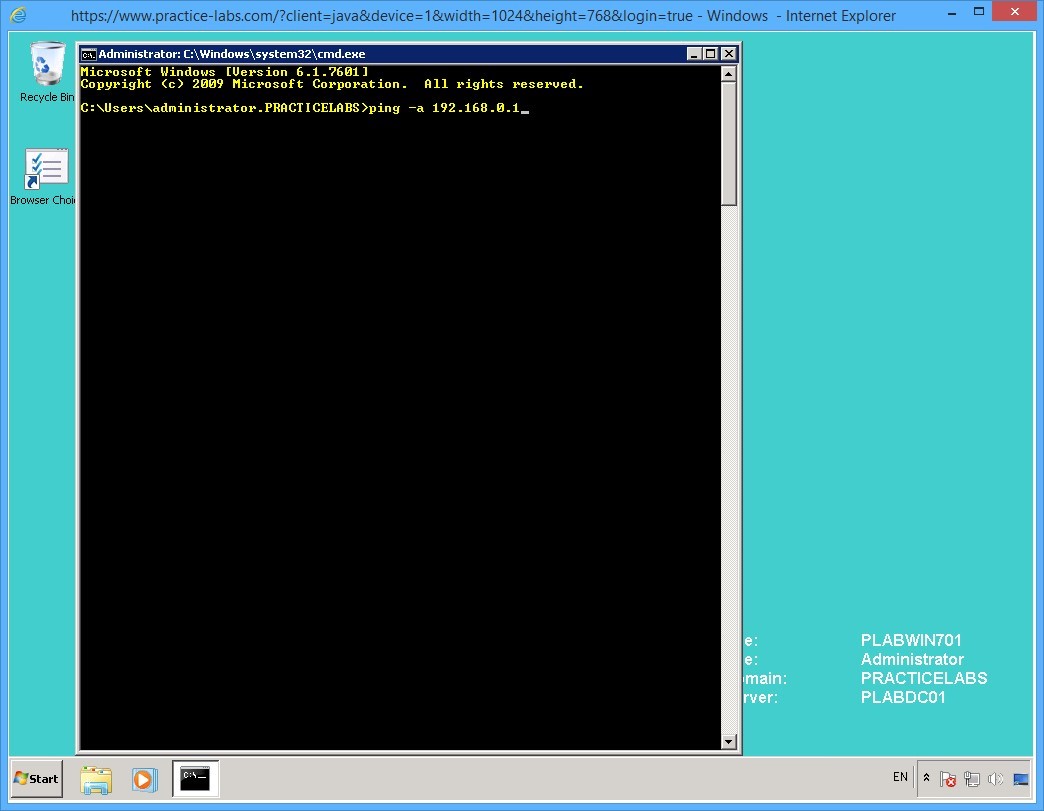 https://www.practice-labs.com/?client=java&device=1&width=1024&height=768&login=true - Windows - Internet Explorer
Recycle Bin
Browser Choi
Administrator: C:\Windows\system32\cmd.exe
Microsoft Windows [Version 6.1.7601]
Copyright (c) 2009 Microsoft Corporation. All rights reserved.
C:\Users\administrator.PRACTICELABS>ping -a 192.168.0.1_
e: PLABWIN701
e: Administrator
main: PRACTICELABS
rver: PLABDC01
Start
C:\_
EN